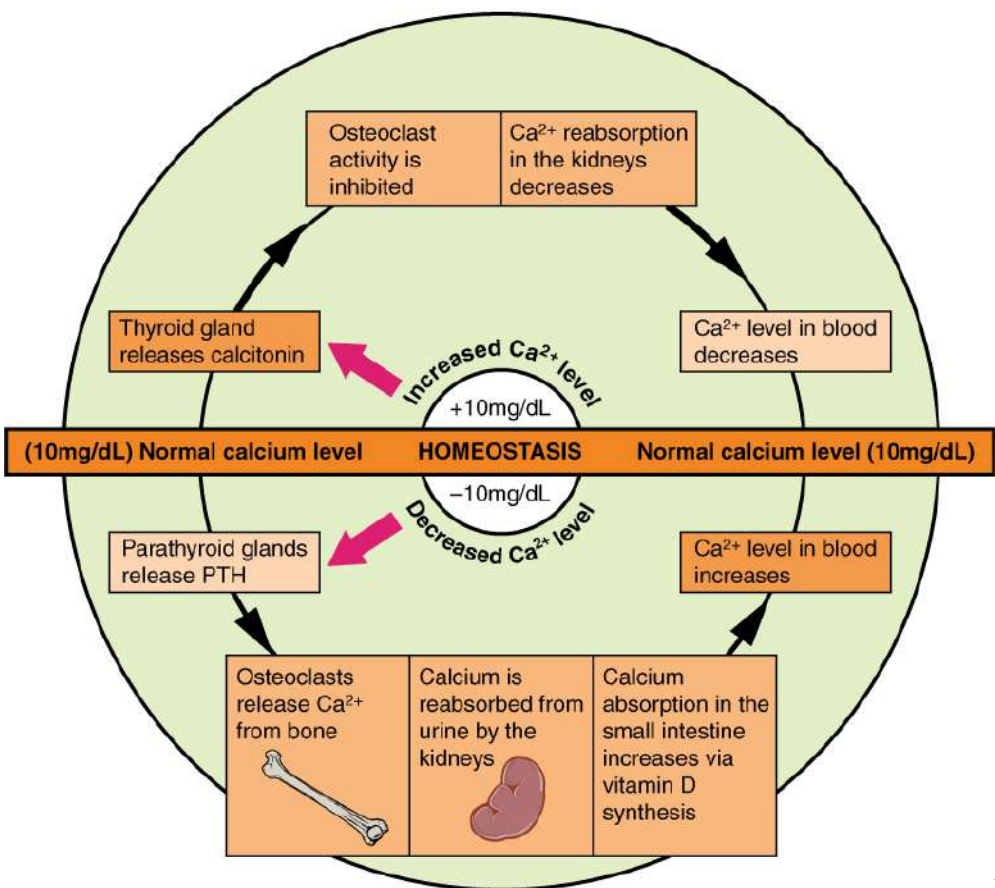 Osteoclast
activity is
inhibited
Ca²⁺ reabsorption
in the kidneys
decreases
Thyroid gland
releases calcitonin
Ca²⁺ level in blood
decreases
Increased Ca²⁺ level
+10mg/dL
(10mg/dL) Normal calcium level
HOMEOSTASIS
Normal calcium level (10mg/dL)
−10mg/dL
Decreased Ca²⁺ level
Parathyroid glands
release PTH
Ca²⁺ level in blood
increases
Osteoclasts
release Ca²⁺
from bone
Calcium is
reabsorbed from
urine by the
kidneys
Calcium
absorption in the
small intestine
increases via
vitamin D
synthesis